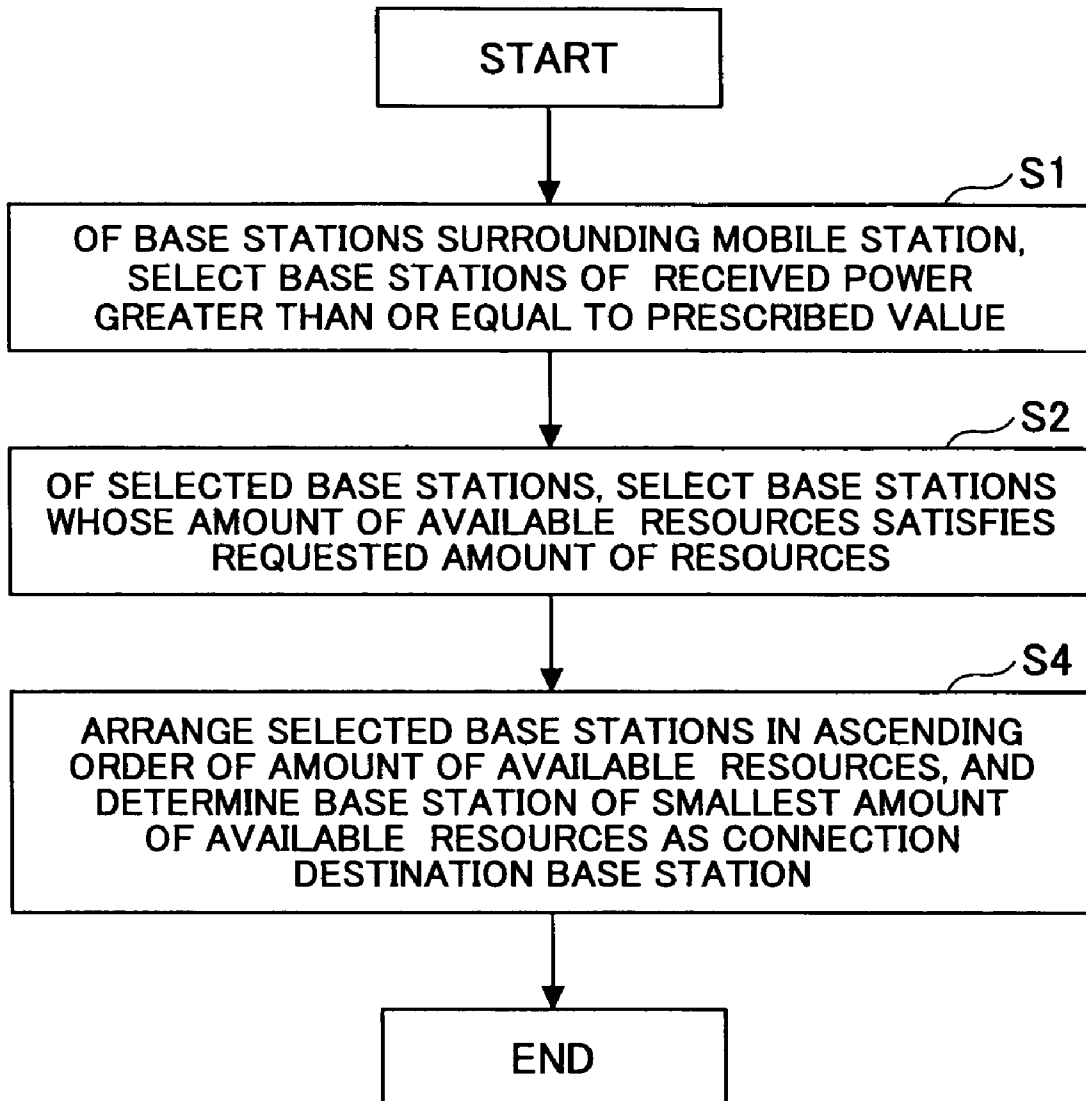 START
S1
OF BASE STATIONS SURROUNDING MOBILE STATION,
SELECT BASE STATIONS OF RECEIVED POWER
GREATER THAN OR EQUAL TO PRESCRIBED VALUE
S2
OF SELECTED BASE STATIONS, SELECT BASE STATIONS
WHOSE AMOUNT OF AVAILABLE RESOURCES SATISFIES
REQUESTED AMOUNT OF RESOURCES
S4
ARRANGE SELECTED BASE STATIONS IN ASCENDING
ORDER OF AMOUNT OF AVAILABLE RESOURCES, AND
DETERMINE BASE STATION OF SMALLEST AMOUNT
OF AVAILABLE RESOURCES AS CONNECTION
DESTINATION BASE STATION
END